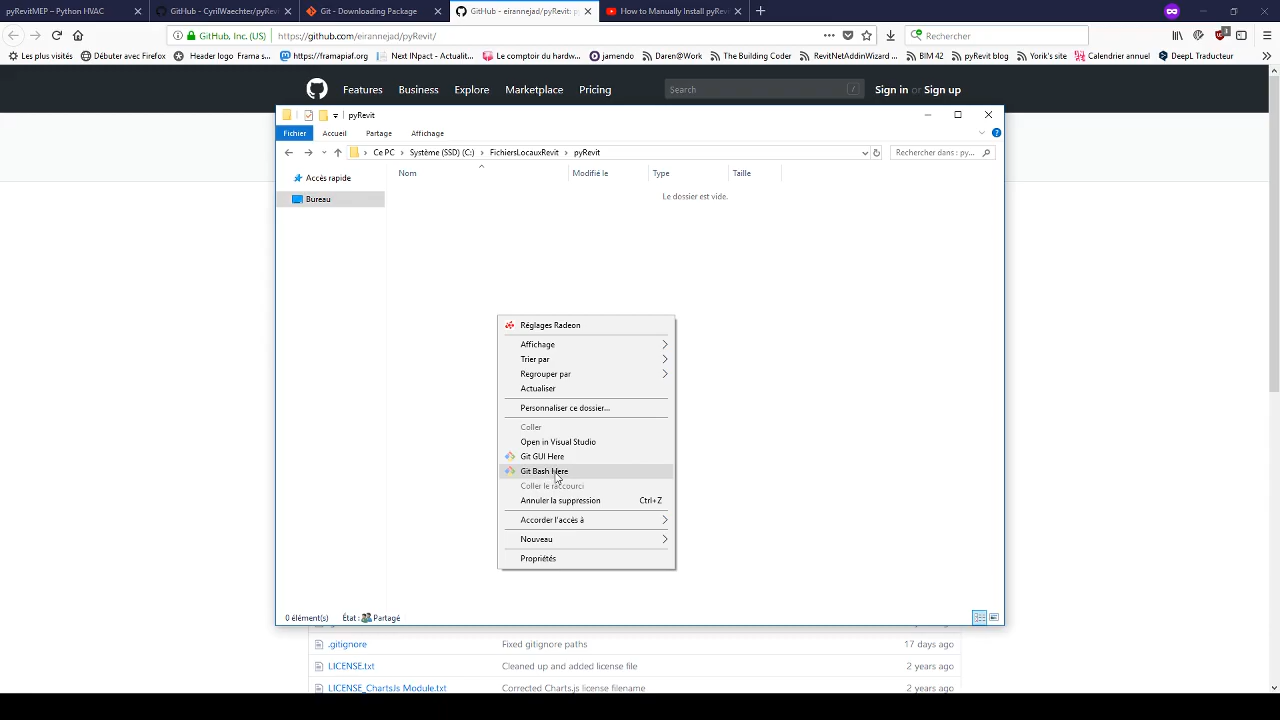 pyRevitMEP – Python HVAC
GitHub - CyrilWaechter/pyRevi
Git - Downloading Package
GitHub - eirannejad/pyRevit: p
How to Manually Install pyRev
GitHub, Inc. (US)
https://github.com/eirannejad/pyRevit/
Rechercher
Les plus visités
Débuter avec Firefox
Header logo Frama s...
https://framapiaf.org
Next INpact - Actualit...
Le comptoir du hardw...
jamendo
Daren@Work
The Building Coder
RevitNetAddinWizard ...
BIM 42
pyRevit blog
Yorik's site
Calendrier annuel
DeepL Traducteur
Features
Business
Explore
Marketplace
Pricing
Search
/
Sign in or Sign up
pyRevit
Fichier
Accueil
Partage
Affichage
Ce PC
Système (SSD) (C:)
FichiersLocauxRevit
pyRevit
Rechercher dans : py...
Accès rapide
Bureau
Nom
Modifié le
Type
Taille
Le dossier est vide.
Réglages Radeon
Affichage
Trier par
Regrouper par
Actualiser
Personnaliser ce dossier...
Coller
Open in Visual Studio
Git GUI Here
Git Bash Here
Coller le raccourci
Annuler la suppression Ctrl+Z
Accorder l'accès à
Nouveau
Propriétés
0 élément(s)
État : Partagé
.gitignore
Fixed gitignore paths
17 days ago
LICENSE.txt
Cleaned up and added license file
2 years ago
LICENSE_ChartsJs Module.txt
Corrected Charts.js license filename
2 years ago